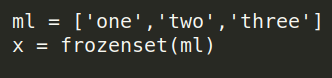 ml = ['one','two','three']
x = frozenset(ml)